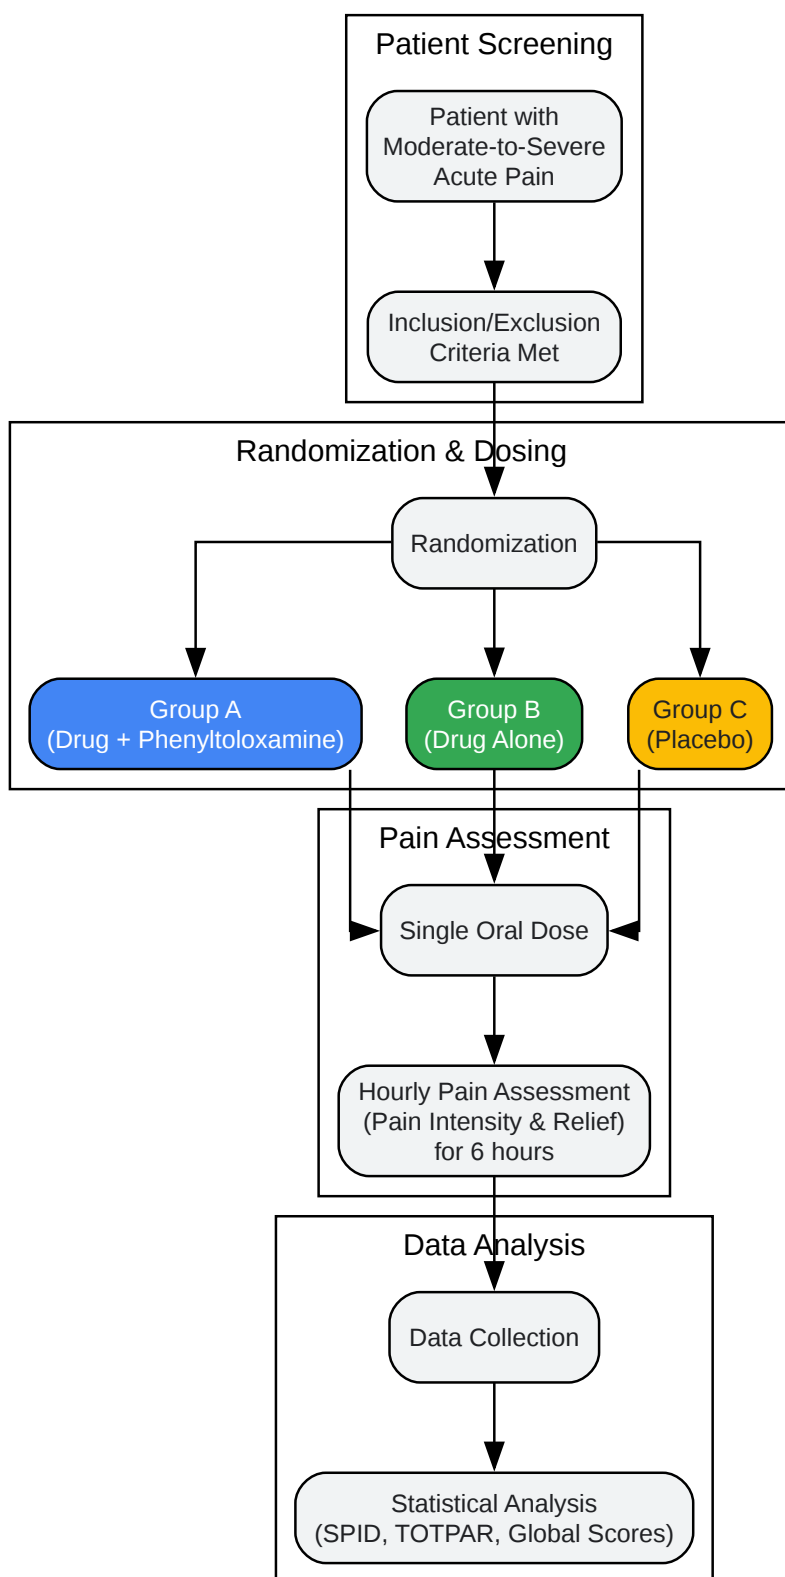 Patient Screening
Patient with
Moderate-to-Severe
Acute Pain
Inclusion/Exclusion
Criteria Met
Randomization & Dosing
Randomization
Group A
(Drug + Phenyltoloxamine)
Group B
(Drug Alone)
Group C
(Placebo)
Pain Assessment
Single Oral Dose
Hourly Pain Assessment
(Pain Intensity & Relief)
for 6 hours
Data Analysis
Data Collection
Statistical Analysis
(SPID, TOTPAR, Global Scores)